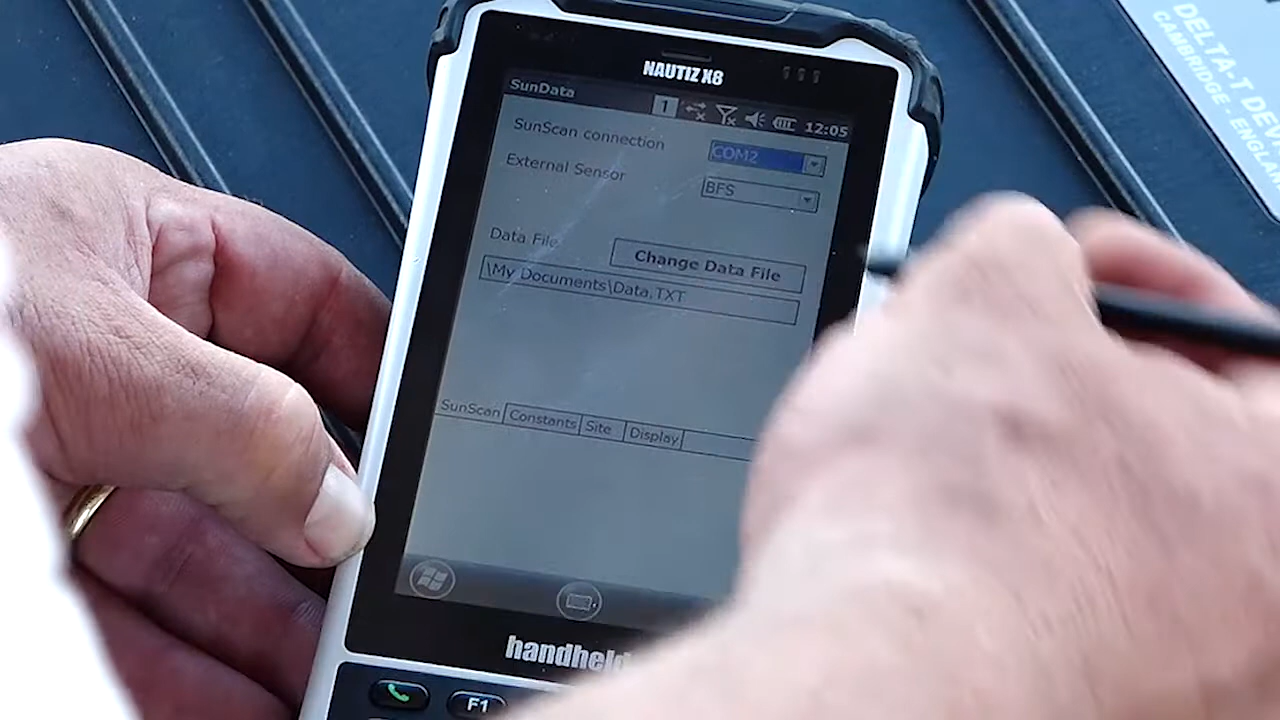 DELTA-T DEV
CAMBRIDGE - ENGLAN
NAUTIZ X8
SunData
1
12:05
SunScan connection
COM2
External Sensor
BFS
Data File
Change Data File
\My Documents\Data.TXT
SunScan
Constants
Site
Display
handheld
F1